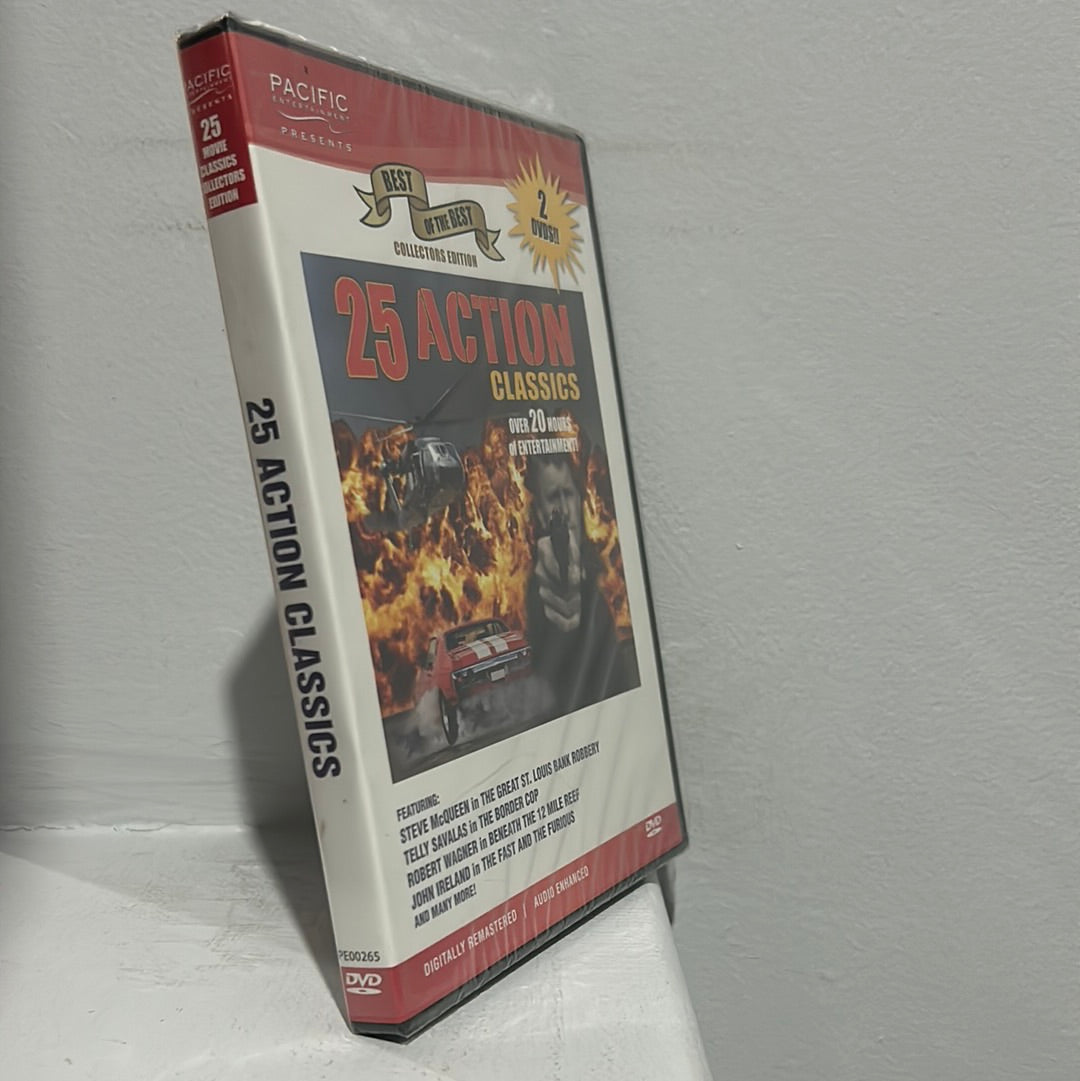 PACIFIC
ENTERTAINMENT
PRESENTS
25
MOVIE
CLASSICS
COLLECTORS
EDITION
25 ACTION CLASSICS
PE00265
DVD
PACIFIC
ENTERTAINMENT
PRESENTS
BEST
OF THE BEST
COLLECTORS EDITION
2
DVDS!!
25 ACTION
CLASSICS
OVER 20 HOURS
of ENTERTAINMENT!
FEATURING:
STEVE McQUEEN in THE GREAT ST. LOUIS BANK ROBBERY
TELLY SAVALAS in THE BORDER COP
ROBERT WAGNER in BENEATH THE 12 MILE REEF
JOHN IRELAND in THE FAST AND THE FURIOUS
AND MANY MORE!
DIGITALLY REMASTERED | AUDIO ENHANCED
DVD